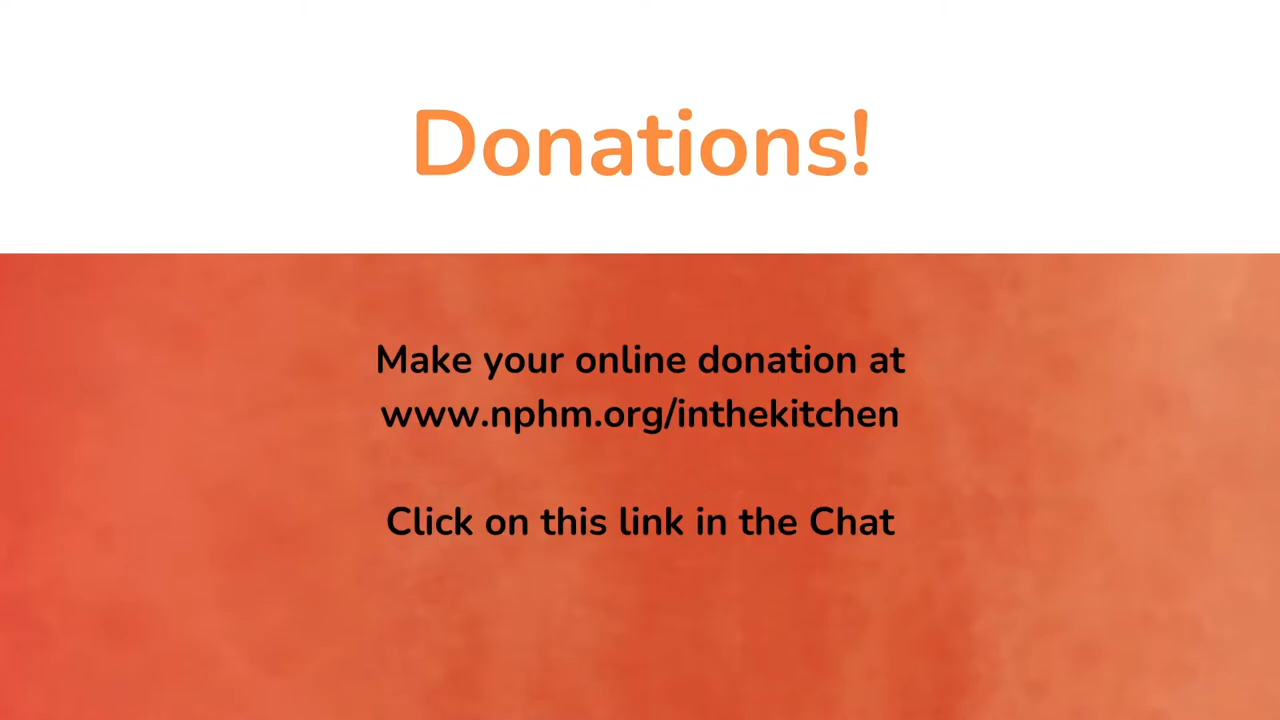 Donations!
Make your online donation at
www.nphm.org/inthekitchen
Click on this link in the Chat